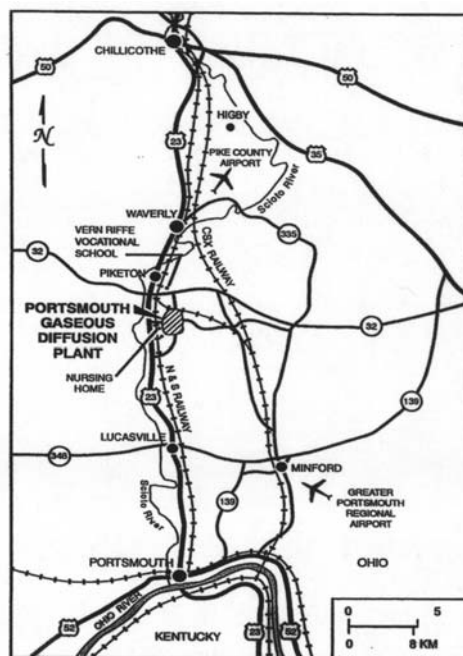 CHILLICOTHE
50
50
N
23
HIGBY
35
PIKE COUNTY
AIRPORT
Scioto River
WAVERLY
VERN RIFFE
VOCATIONAL
SCHOOL
335
CSX RAILWAY
32
PIKETON
PORTSMOUTH
GASEOUS
DIFFUSION
PLANT
32
NURSING
HOME
N & S RAILWAY
23
139
LUCASVILLE
348
MINFORD
Scioto River
139
GREATER
PORTSMOUTH
REGIONAL
AIRPORT
PORTSMOUTH
OHIO
OHIO RIVER
52
KENTUCKY
23
52
0 5
0 8 KM